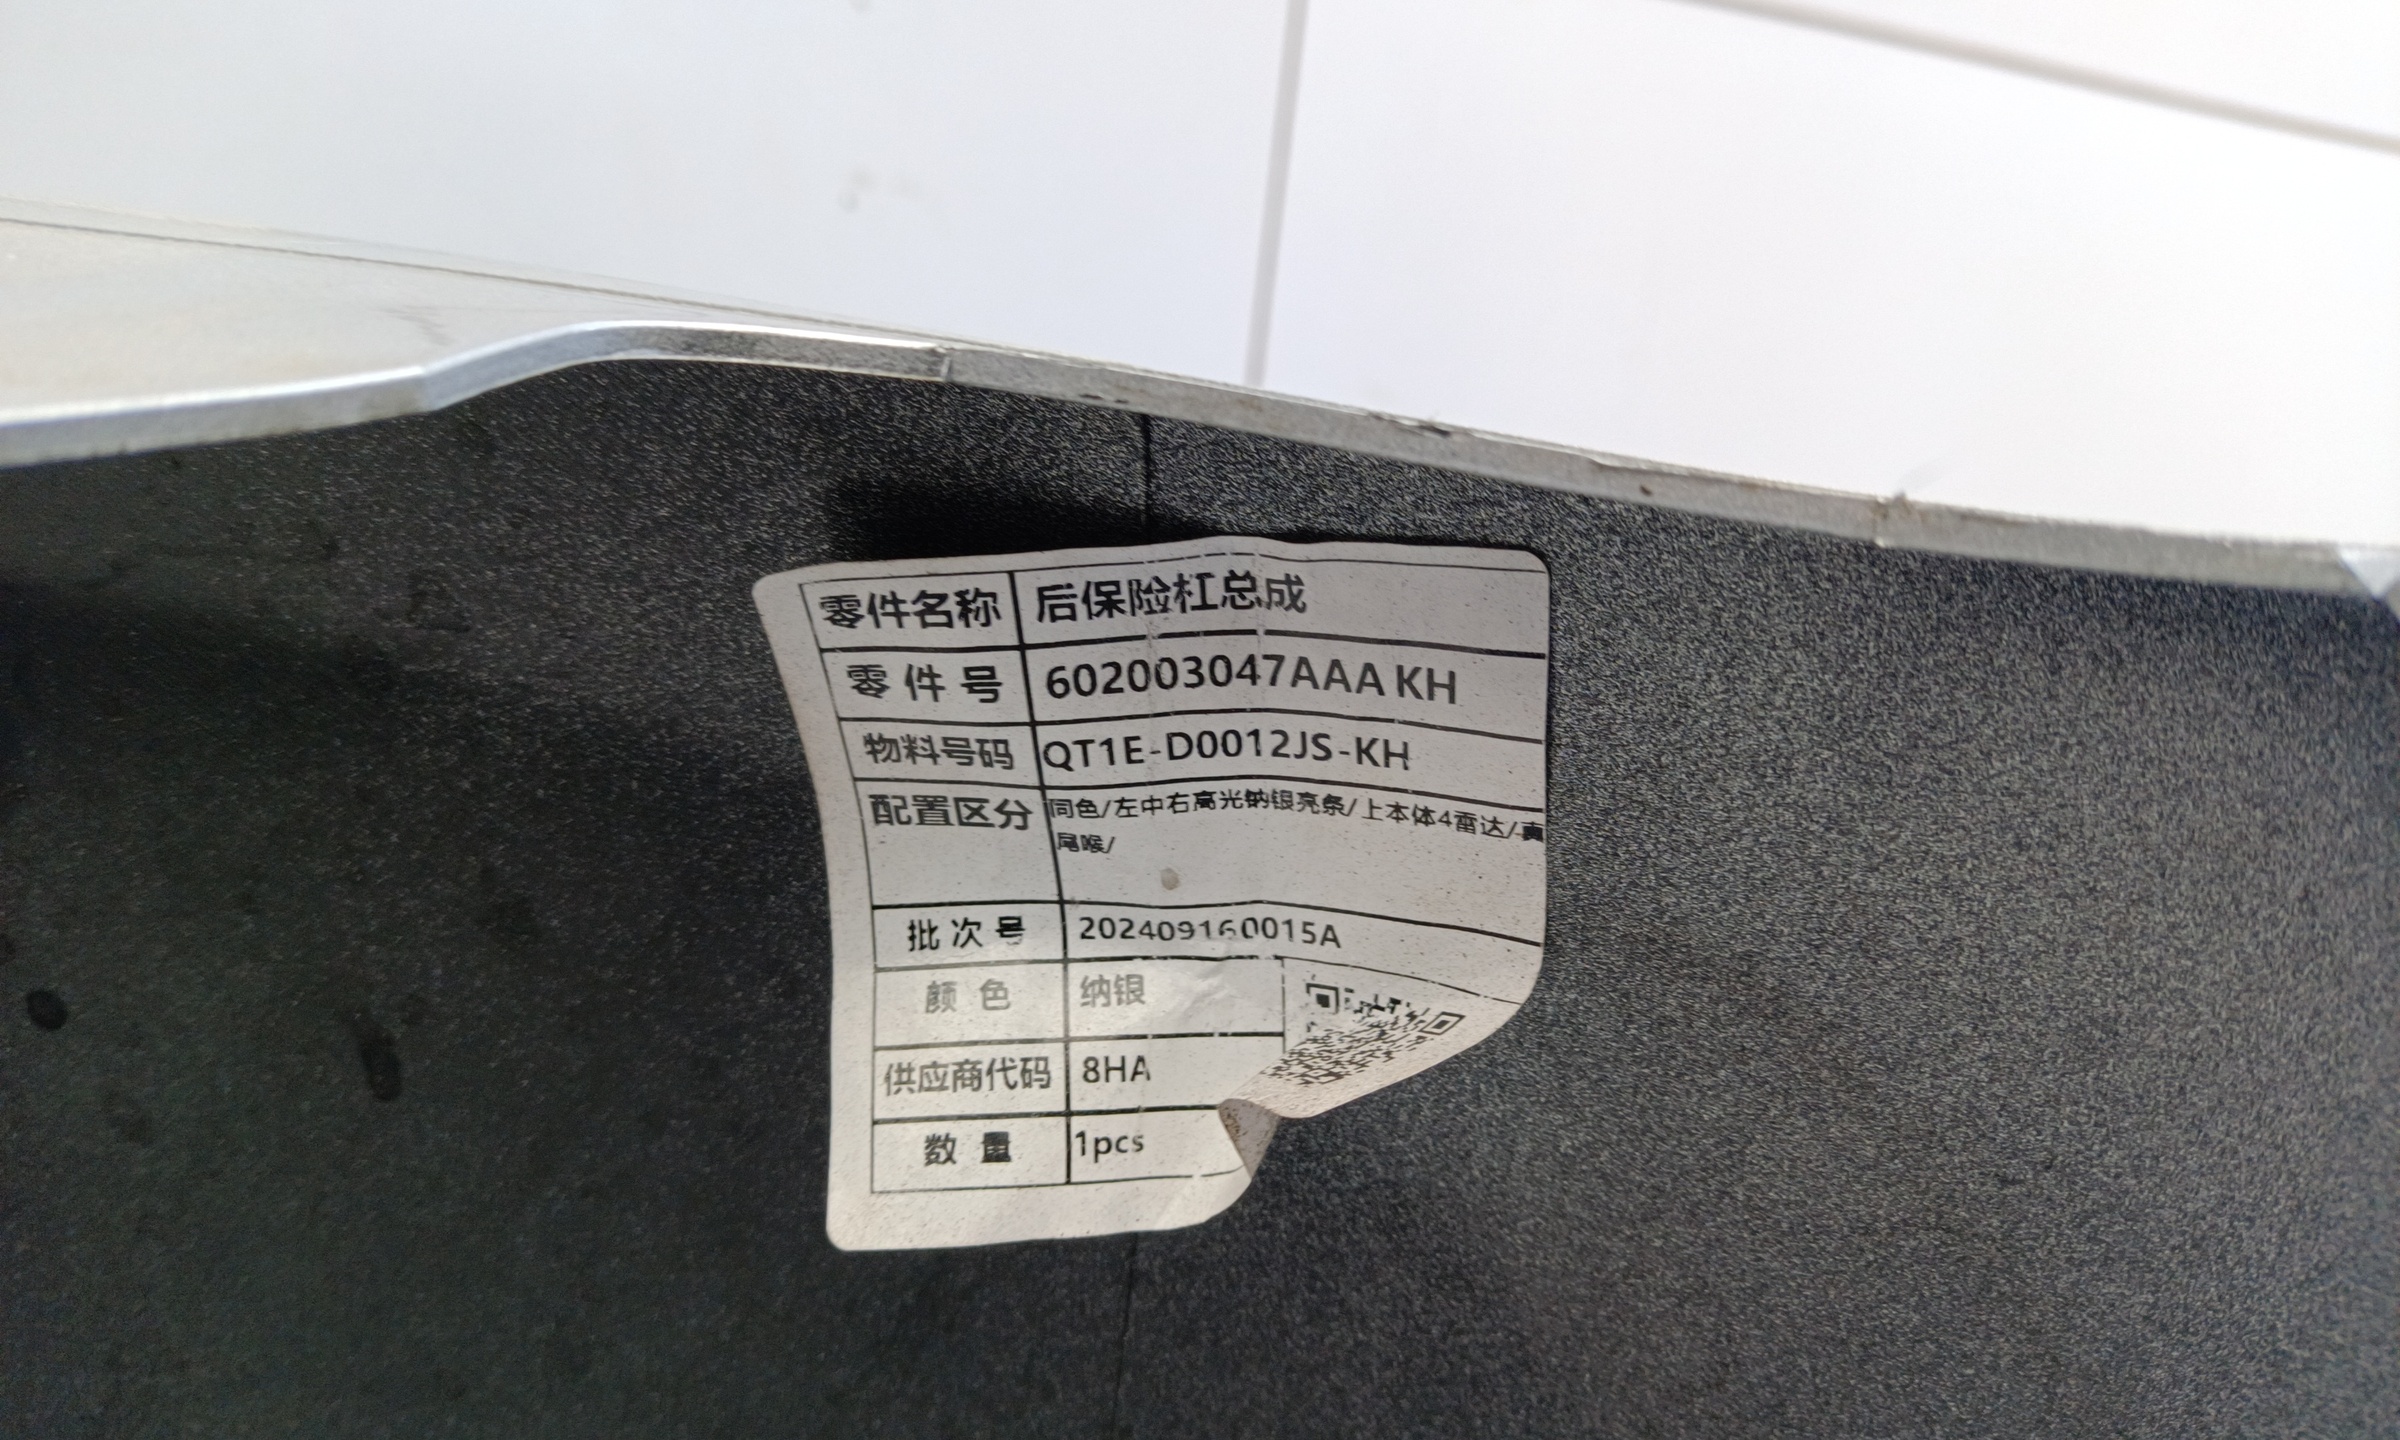 零件名称 后保险杠总成
零件号 602003047AAA KH
物料号码 QT1E-D0012JS-KH
配置区分 同色/左中右高光钠银亮条/上本体4雷达/真
尾喉/
批次号 202409160015A
颜色 纳银
供应商代码 8HA
数量 1pcs